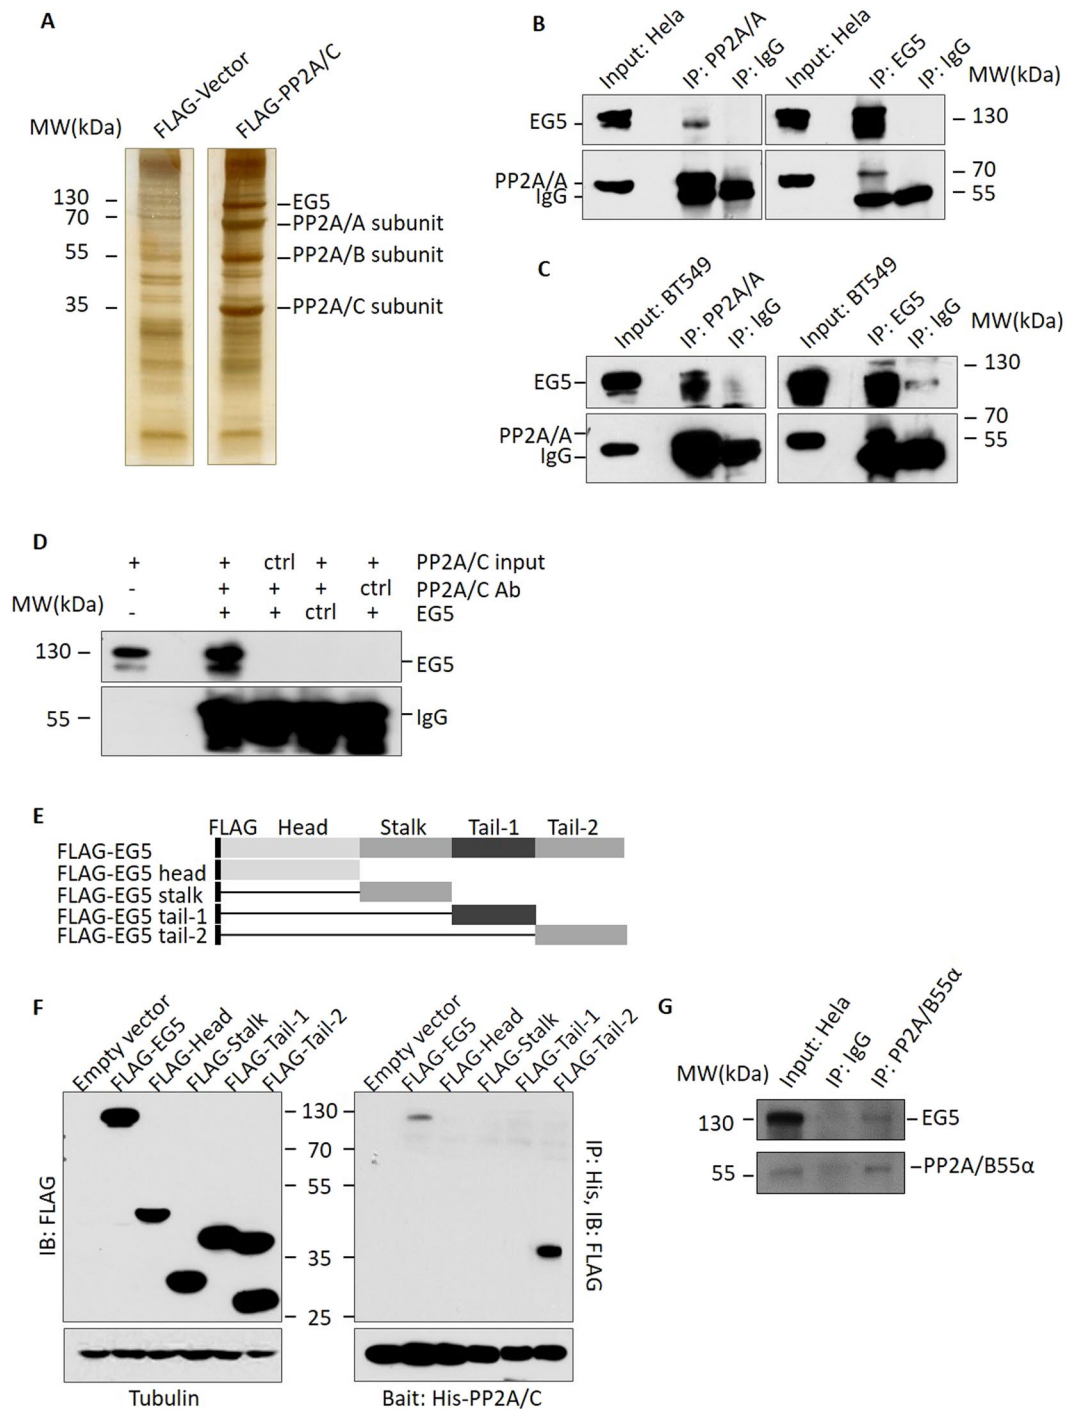 A
FLAG-Vector
FLAG-PP2A/C
MW(kDa)
130
70
55
35
EG5
PP2A/A subunit
PP2A/B subunit
PP2A/C subunit
B
Input: Hela
IP: PP2A/A
IP: IgG
Input: Hela
IP: EG5
IP: IgG
MW(kDa)
EG5
130
PP2A/A
IgG
70
55
C
Input: BT549
IP: PP2A/A
IP: IgG
Input: BT549
IP: EG5
IP: IgG
MW(kDa)
EG5
130
PP2A/A
IgG
70
55
D
+ + ctrl + + PP2A/C input
- + + + ctrl PP2A/C Ab
MW(kDa) - + + ctrl + EG5
130
EG5
55
IgG
E
FLAG Head Stalk Tail-1 Tail-2
FLAG-EG5
FLAG-EG5 head
FLAG-EG5 stalk
FLAG-EG5 tail-1
FLAG-EG5 tail-2
F
Empty vector
FLAG-EG5
FLAG-Head
FLAG-Stalk
FLAG-Tail-1
FLAG-Tail-2
Empty vector
FLAG-EG5
FLAG-Head
FLAG-Stalk
FLAG-Tail-1
FLAG-Tail-2
IB: FLAG
130
70
55
35
25
IP: His, IB: FLAG
Tubulin
Bait: His-PP2A/C
G
Input: Hela
IP: IgG
IP: PP2A/B55α
MW(kDa)
130
EG5
55
PP2A/B55α